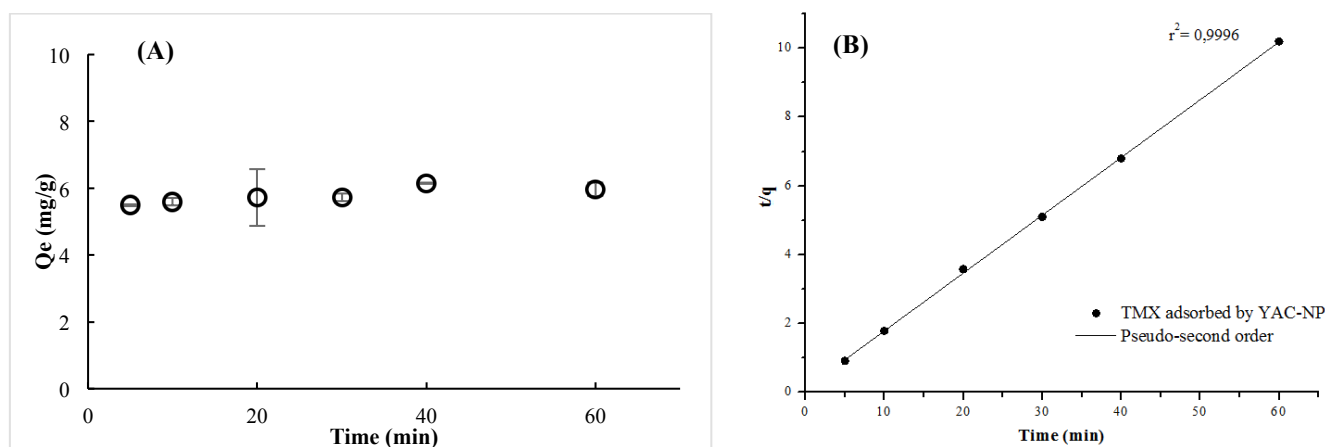 (A)
Qe (mg/g)
10
8
6
4
2
0
0 20 40 60
Time (min)
(B)
r²= 0,9996
t/q
10
8
6
4
2
0
TMX adsorbed by YAC-NP
Pseudo-second order
0 10 20 30 40 50 60
Time (min)